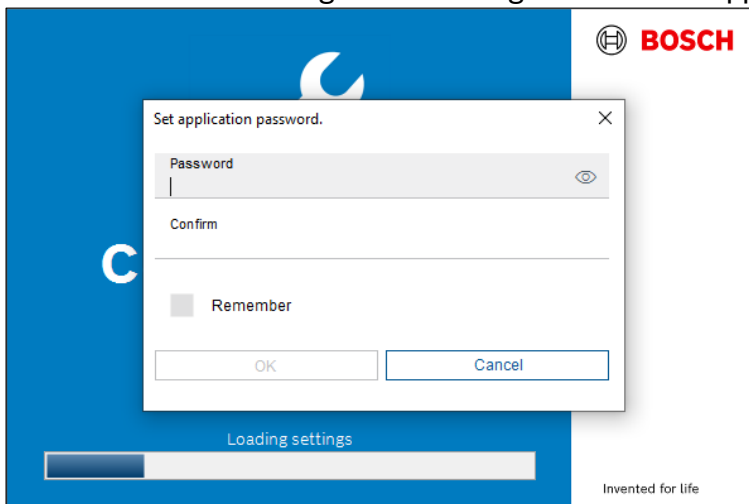 BOSCH
Set application password.
Password
Confirm
C
Remember
OK
Cancel
Loading settings
Invented for life